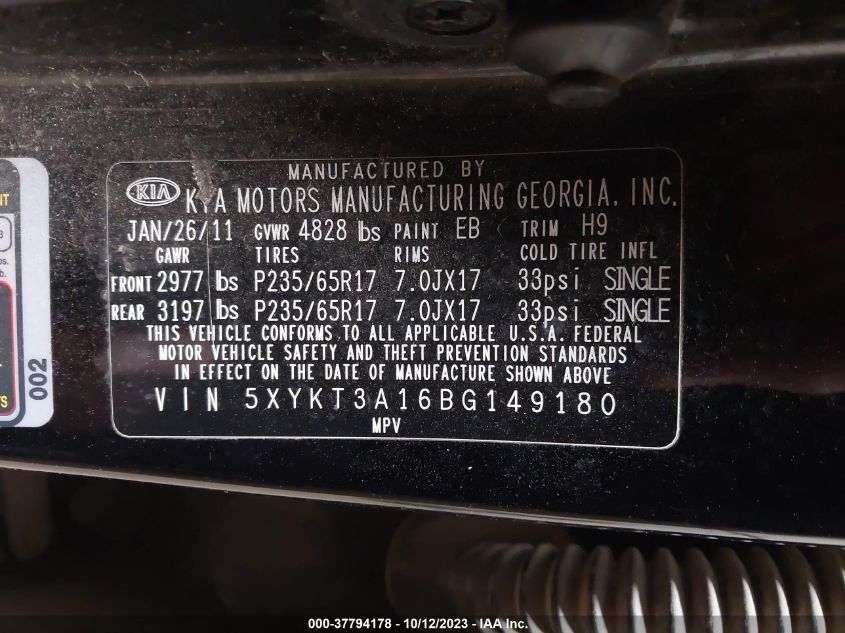 MANUFACTURED BY
KIA KIA MOTORS MANUFACTURING GEORGIA, INC.
JAN/26/11 GVWR 4828 lbs PAINT EB TRIM H9
GAWR TIRES RIMS COLD TIRE INFL
FRONT 2977 lbs P235/65R17 7.0JX17 33psi SINGLE
REAR 3197 lbs P235/65R17 7.0JX17 33psi SINGLE
THIS VEHICLE CONFORMS TO ALL APPLICABLE U.S.A. FEDERAL
MOTOR VEHICLE SAFETY AND THEFT PREVENTION STANDARDS
IN EFFECT ON THE DATE OF MANUFACTURE SHOWN ABOVE
VIN 5XYKT3A16BG149180
MPV
002
000-37794178 - 10/12/2023 - IAA Inc.